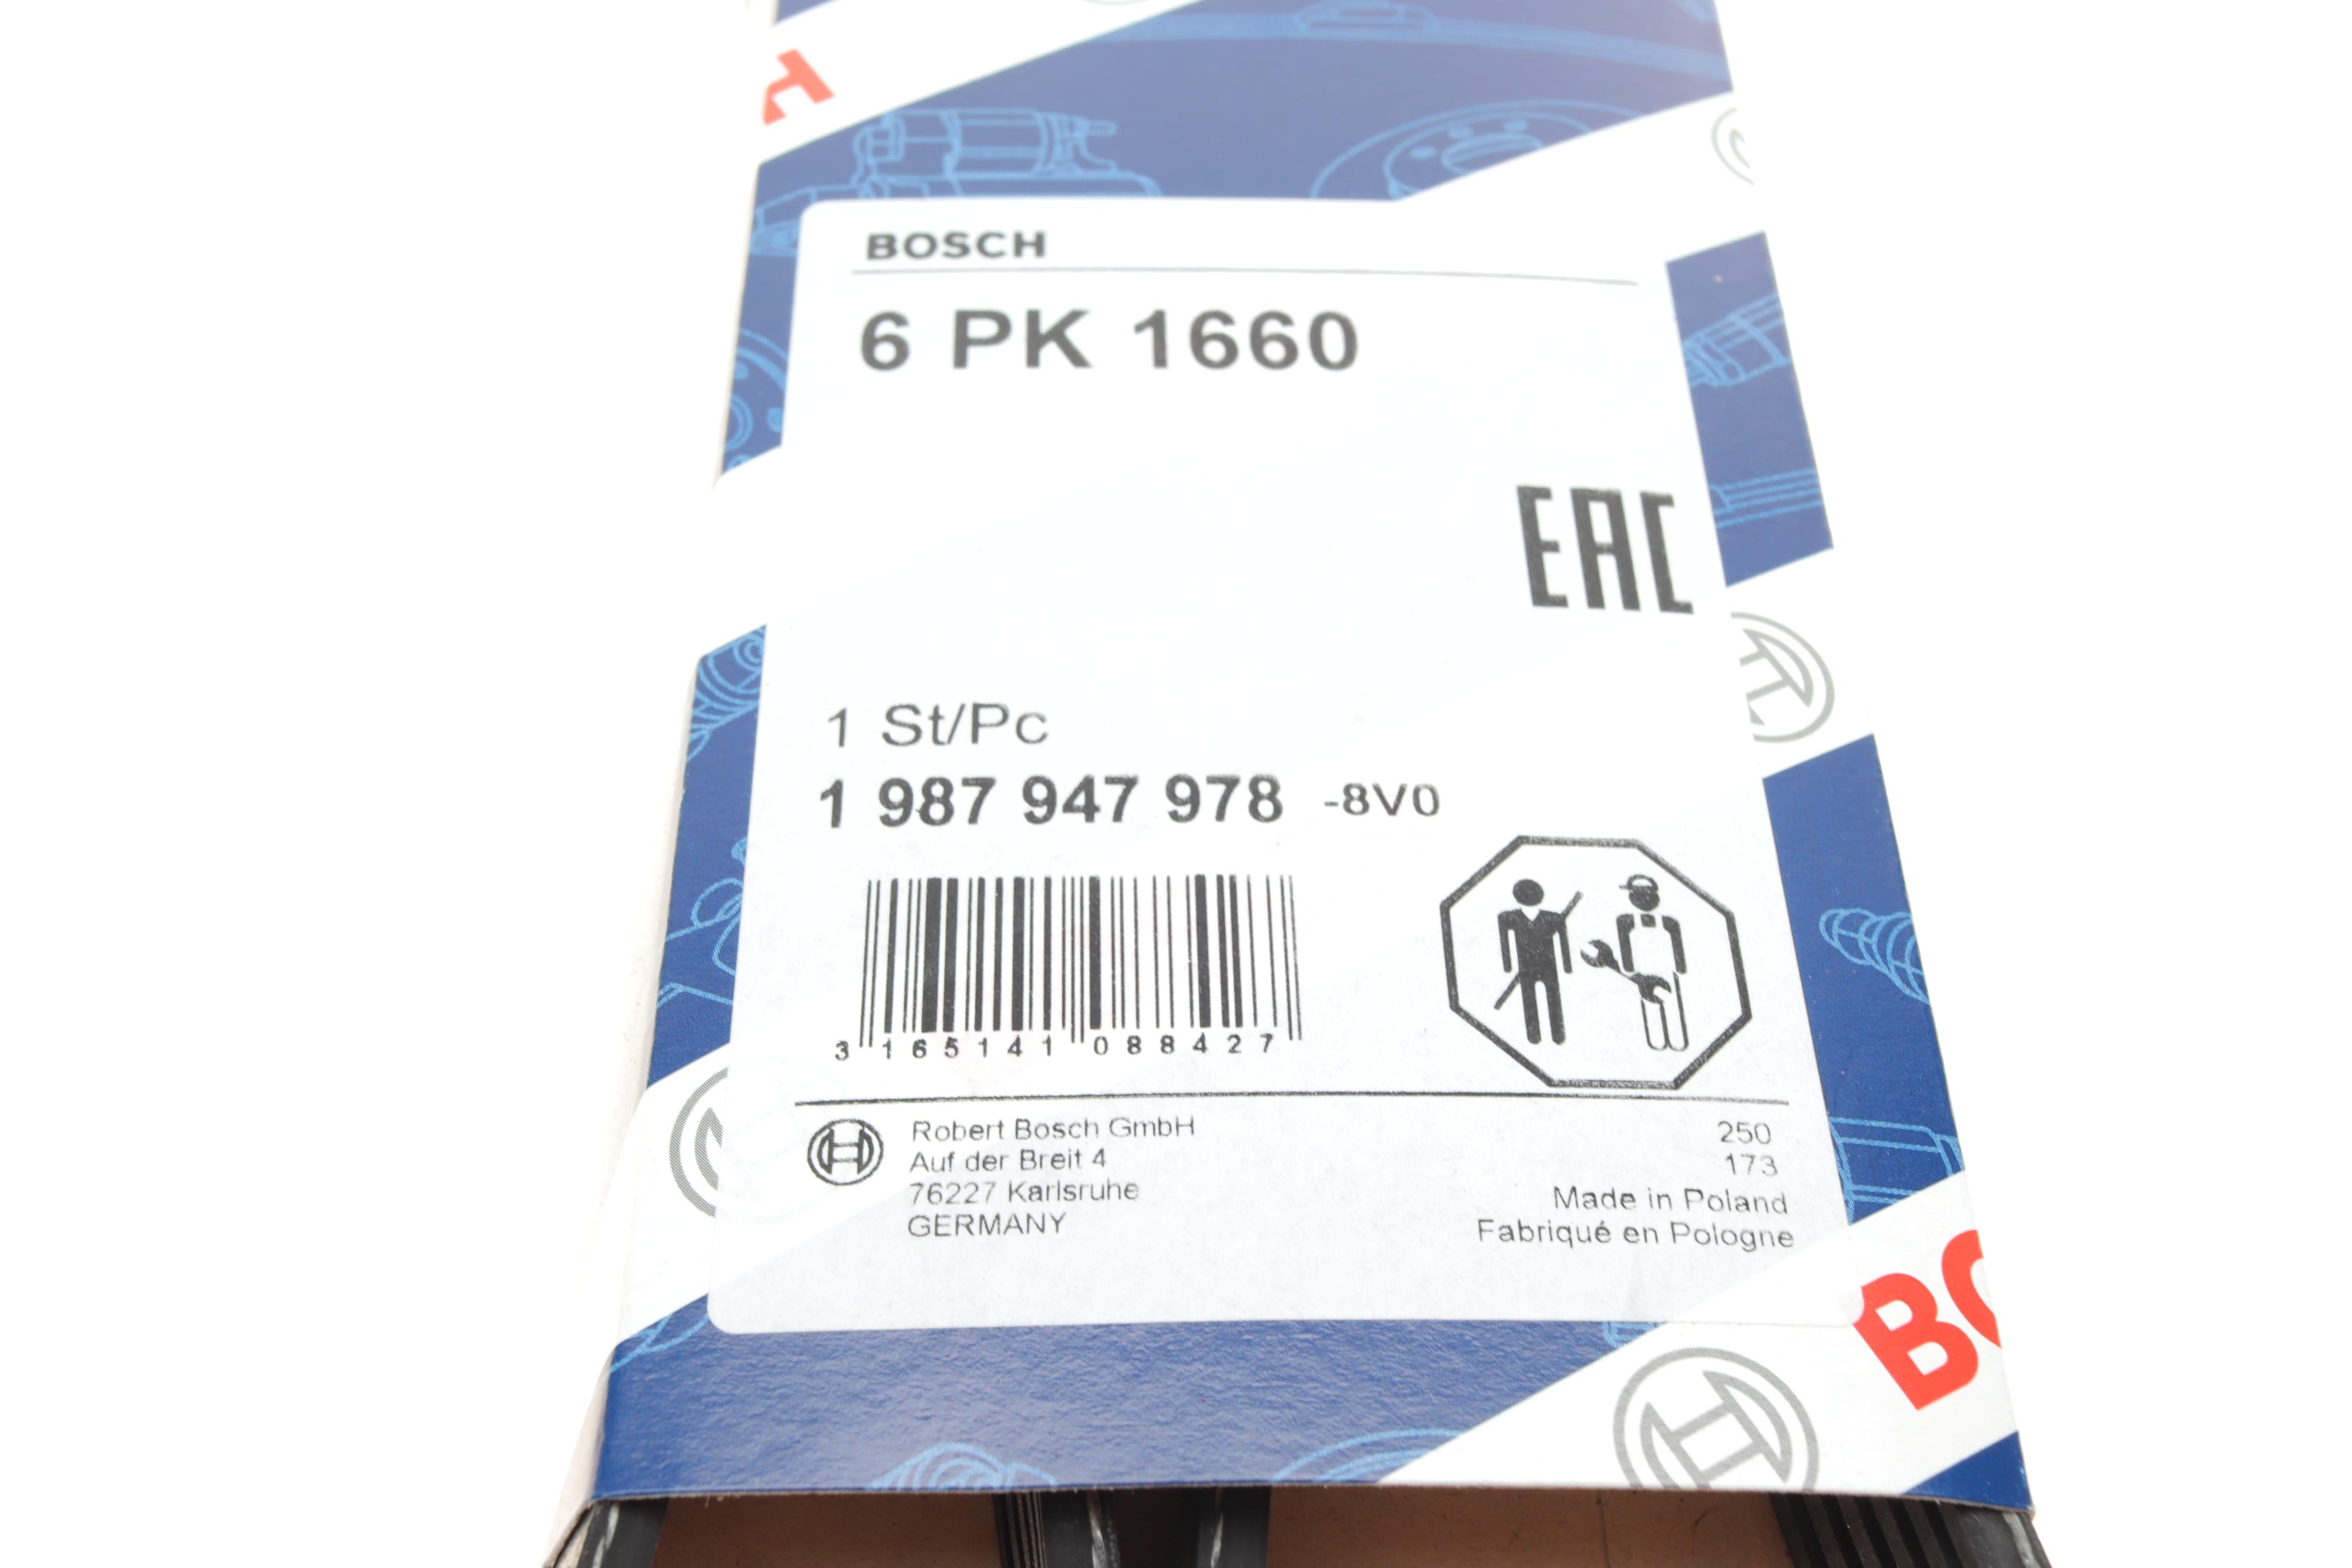 BOSCH
6 PK 1660
EAC
1 St/Pc
1 987 947 978 -8V0
3 165141 088427
Robert Bosch GmbH
Auf der Breit 4
76227 Karlsruhe
GERMANY
250
173
Made in Poland
Fabriqué en Pologne
BO